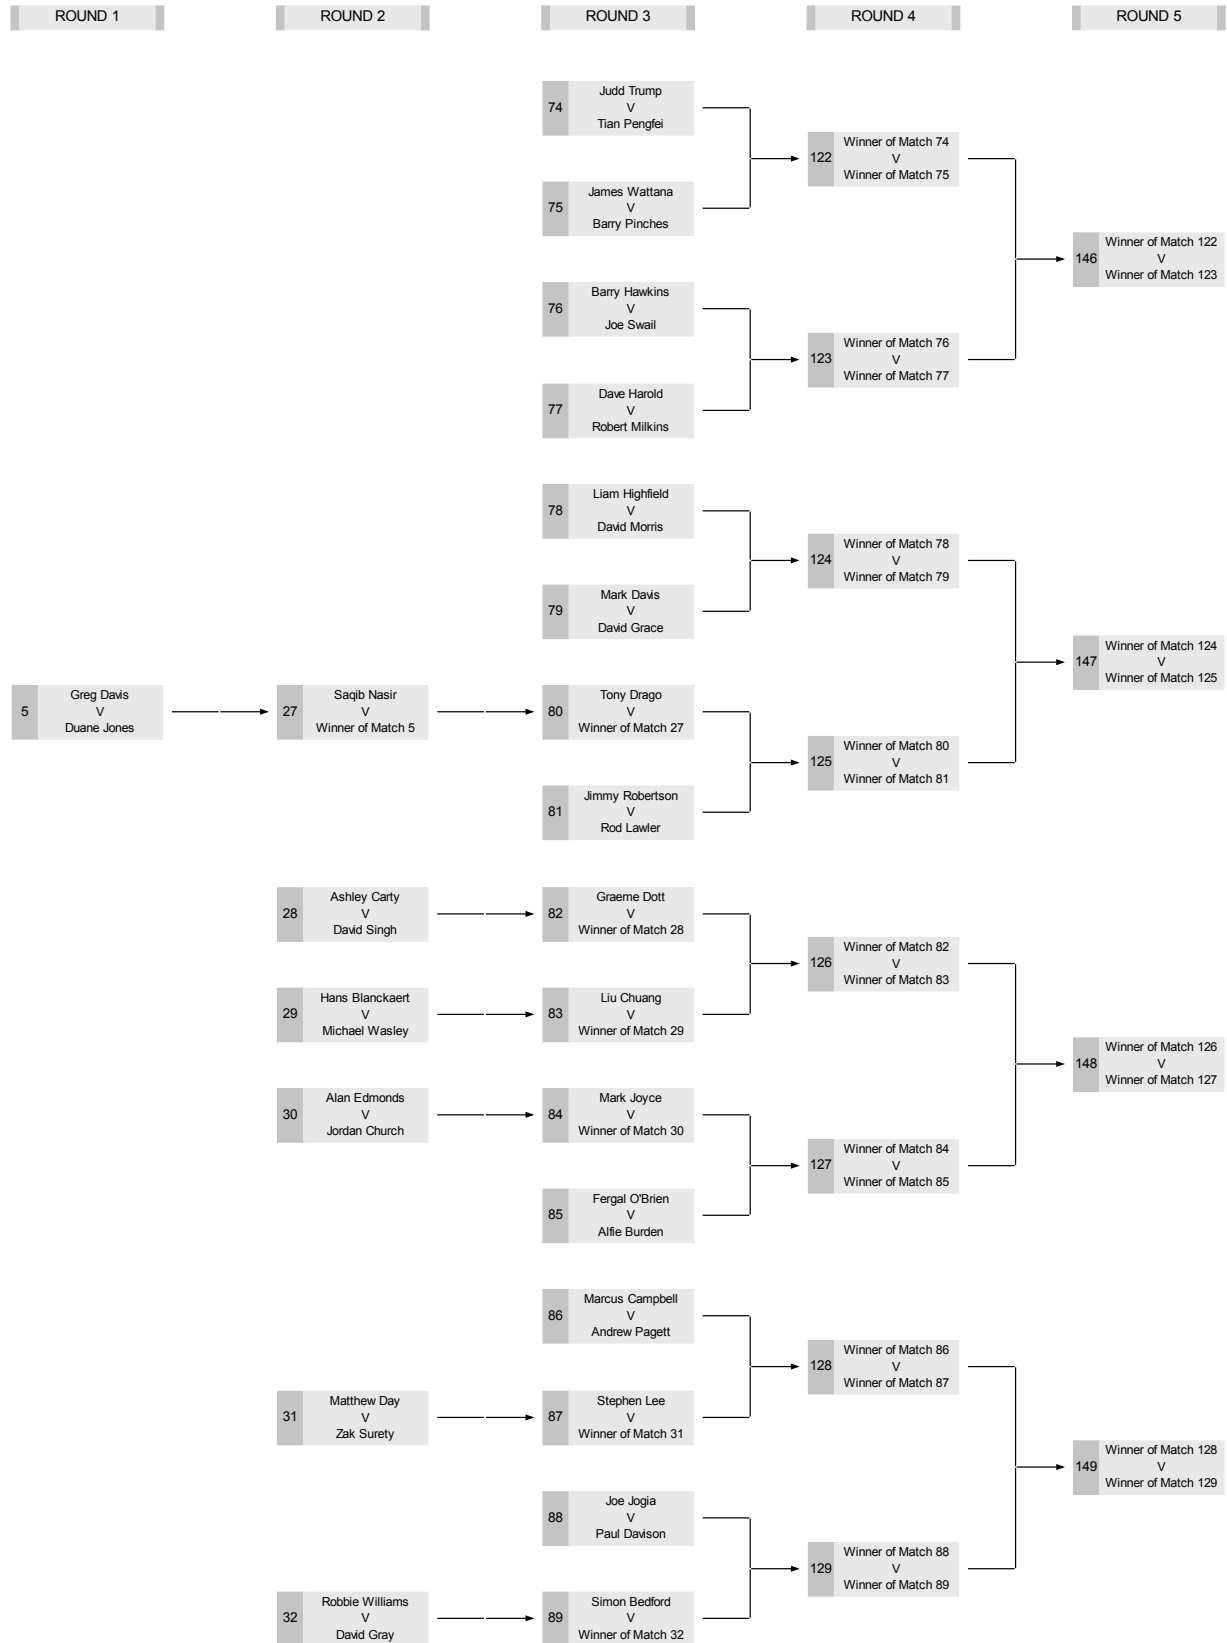 ROUND 1
ROUND 2
ROUND 3
ROUND 4
ROUND 5
74
Judd Trump
V
Tian Pengfei
122
Winner of Match 74
V
Winner of Match 75
75
James Wattana
V
Barry Pinches
146
Winner of Match 122
V
Winner of Match 123
76
Barry Hawkins
V
Joe Swail
123
Winner of Match 76
V
Winner of Match 77
77
Dave Harold
V
Robert Milkins
78
Liam Highfield
V
David Morris
124
Winner of Match 78
V
Winner of Match 79
79
Mark Davis
V
David Grace
147
Winner of Match 124
V
Winner of Match 125
5
Greg Davis
V
Duane Jones
27
Saqib Nasir
V
Winner of Match 5
80
Tony Drago
V
Winner of Match 27
125
Winner of Match 80
V
Winner of Match 81
81
Jimmy Robertson
V
Rod Lawler
28
Ashley Carty
V
David Singh
82
Graeme Dott
V
Winner of Match 28
126
Winner of Match 82
V
Winner of Match 83
29
Hans Blanckaert
V
Michael Wasley
83
Liu Chuang
V
Winner of Match 29
148
Winner of Match 126
V
Winner of Match 127
30
Alan Edmonds
V
Jordan Church
84
Mark Joyce
V
Winner of Match 30
127
Winner of Match 84
V
Winner of Match 85
85
Fergal O'Brien
V
Alfie Burden
86
Marcus Campbell
V
Andrew Pagett
128
Winner of Match 86
V
Winner of Match 87
31
Matthew Day
V
Zak Surety
87
Stephen Lee
V
Winner of Match 31
149
Winner of Match 128
V
Winner of Match 129
88
Joe Jogia
V
Paul Davison
129
Winner of Match 88
V
Winner of Match 89
32
Robbie Williams
V
David Gray
89
Simon Bedford
V
Winner of Match 32